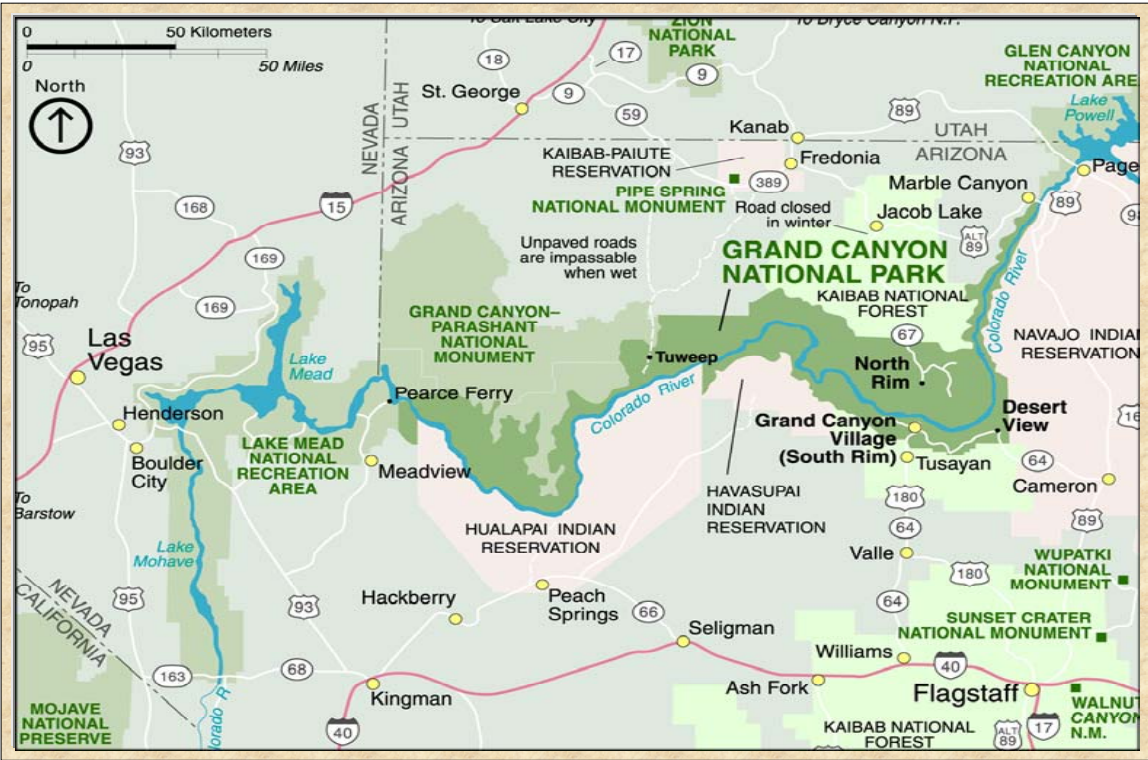 To Salt Lake City
ZION
NATIONAL
PARK
To Bryce Canyon N.P.
0 50 Kilometers
0 50 Miles
North
GLEN CANYON
NATIONAL
RECREATION ARE
Lake
Powell
17
18
9
9
St. George
59
89
93
NEVADA
ARIZONA
UTAH
Kanab
UTAH
ARIZONA
KAIBAB-PAIUTE
RESERVATION
Fredonia
Page
PIPE SPRING
NATIONAL MONUMENT
389
Marble Canyon
89
168
15
Road closed
in winter
Jacob Lake
ALT
89
Unpaved roads
are impassable
when wet
GRAND CANYON
NATIONAL PARK
169
169
To
Tonopah
KAIBAB NATIONAL
FOREST
Colorado River
GRAND CANYON–
PARASHANT
NATIONAL
MONUMENT
67
NAVAJO INDIA
RESERVATION
95
Las
Vegas
Lake
Mead
Tuweep
North
Rim
Pearce Ferry
Colorado River
Henderson
Grand Canyon
Village
(South Rim)
Desert
View
LAKE MEAD
NATIONAL
RECREATION
AREA
Boulder
City
Meadview
Tusayan
64
Cameron
To
Barstow
180
HAVASUPAI
INDIAN
RESERVATION
HUALAPAI INDIAN
RESERVATION
64
89
Lake
Mohave
Valle
180
WUPATKI
NATIONAL
MONUMENT
NEVADA
CALIFORNIA
95
93
Hackberry
Peach
Springs
66
64
SUNSET CRATER
NATIONAL MONUMENT
Seligman
Williams
40
163
68
Kingman
Ash Fork
Flagstaff
WALNUT
CANYON
N.M.
MOJAVE
NATIONAL
PRESERVE
olorado R
40
KAIBAB NATIONAL
FOREST
ALT
89
17